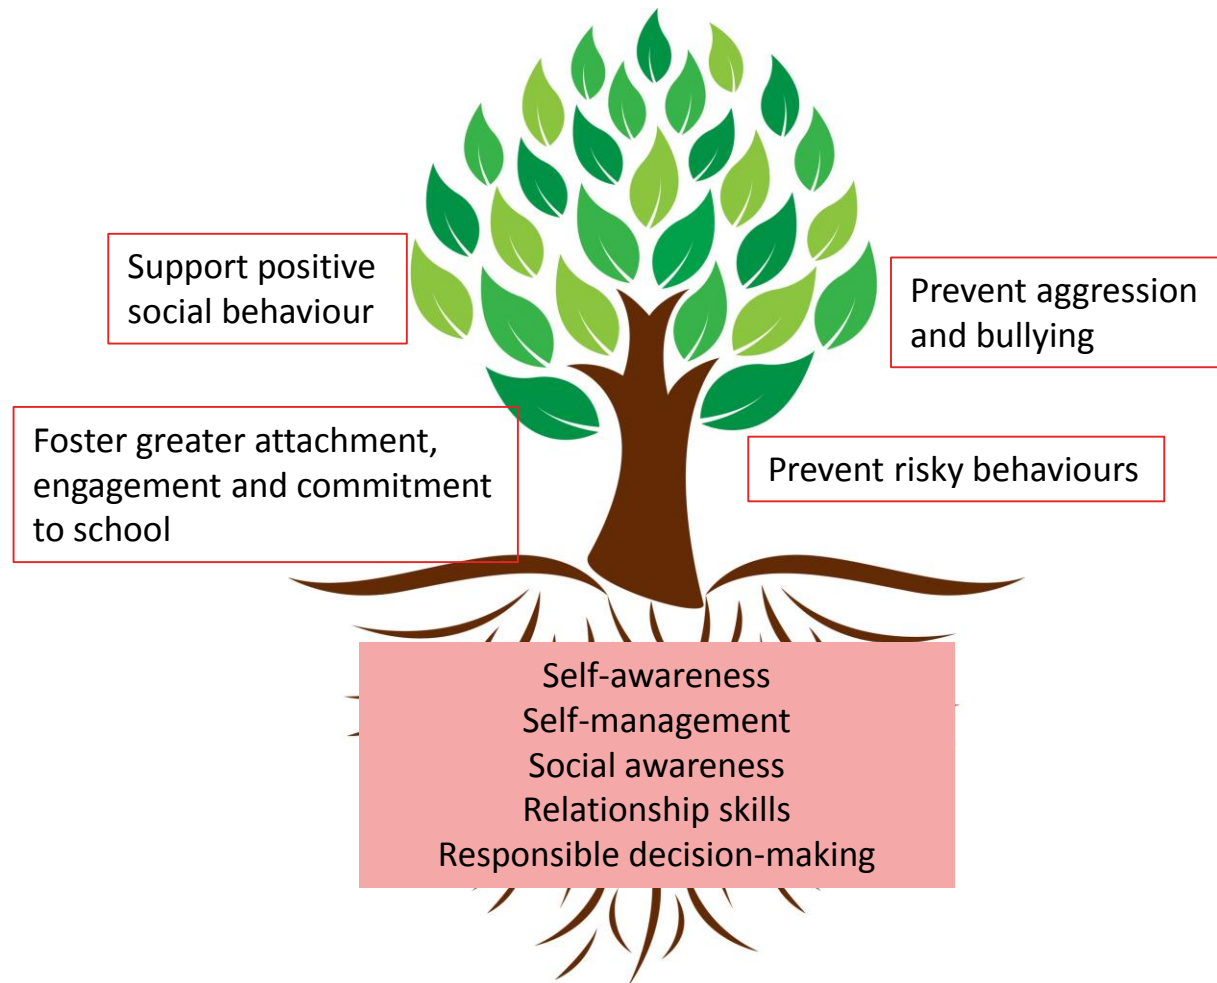 Support positive
social behaviour
Prevent aggression
and bullying
Foster greater attachment,
engagement and commitment
to school
Prevent risky behaviours
Self-awareness
Self-management
Social awareness
Relationship skills
Responsible decision-making